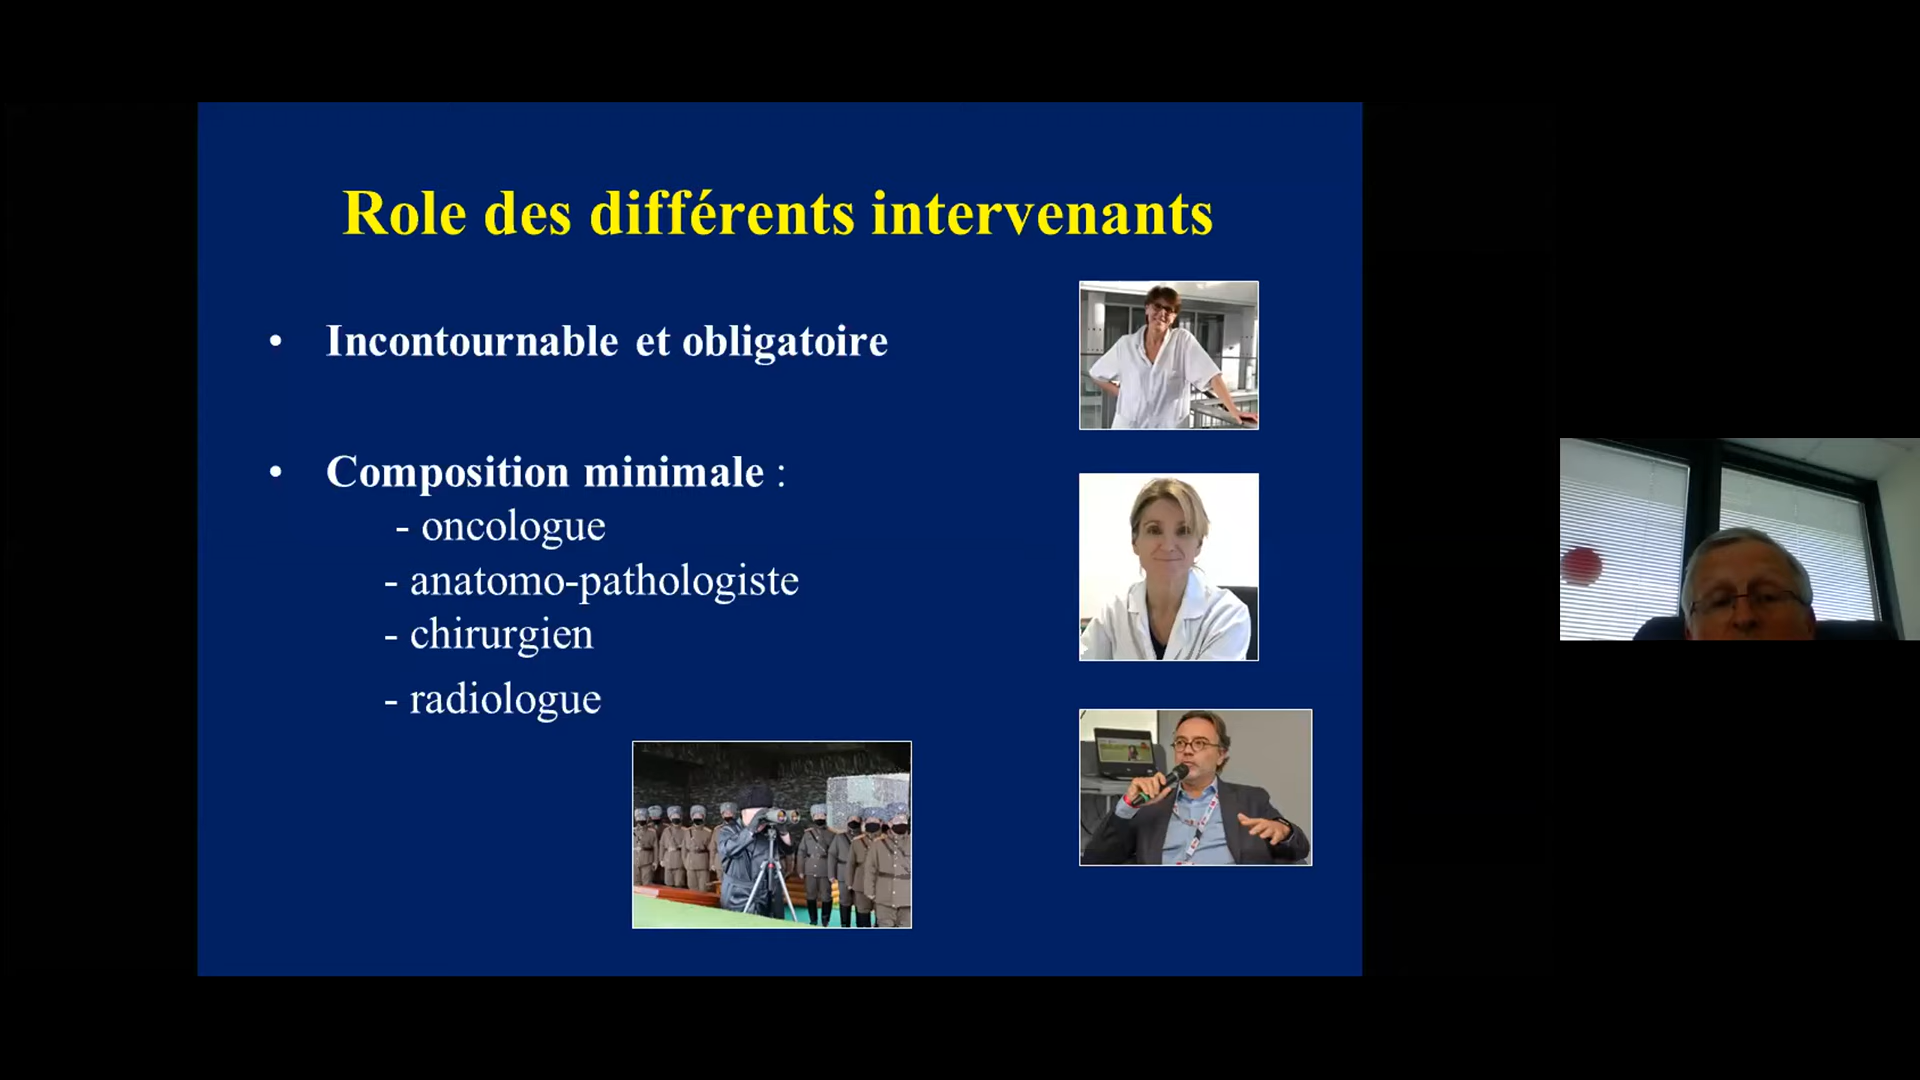 Role des différents intervenants
• Incontournable et obligatoire
• Composition minimale :
- oncologue
- anatomo-pathologiste
- chirurgien
- radiologue